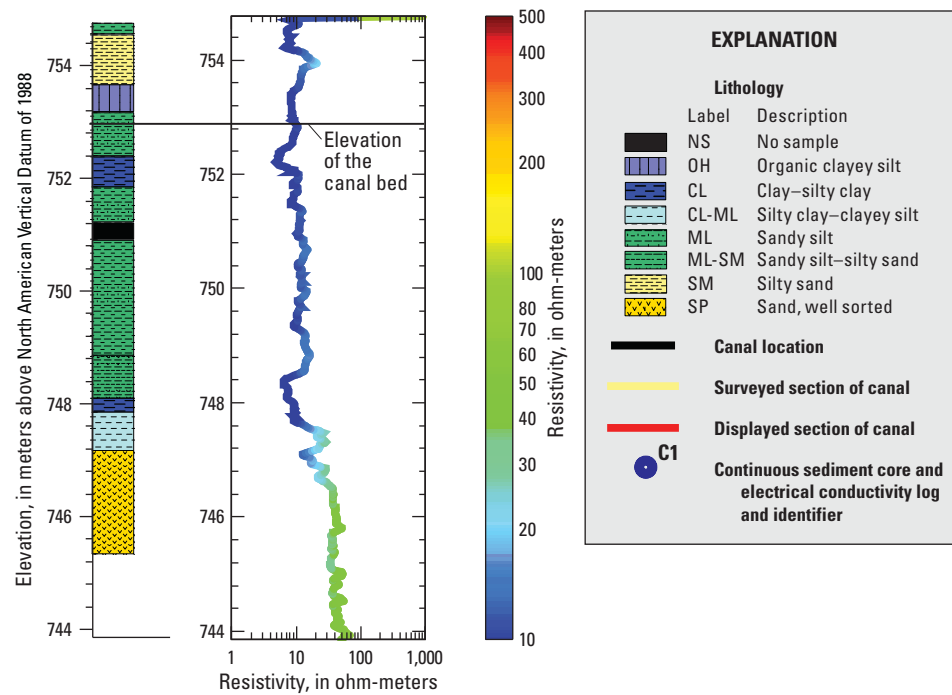 Elevation, in meters above North American Vertical Datum of 1988
754
752
750
748
746
744
754
752
750
748
746
744
Elevation
of the
canal bed
1
10
100
1,000
Resistivity, in ohm-meters
500
400
300
200
100
80
70
60
50
40
30
20
10
Resistivity, in ohm-meters
EXPLANATION
Lithology
Label Description
NS No sample
OH Organic clayey silt
CL Clay–silty clay
CL-ML Silty clay–clayey silt
ML Sandy silt
ML-SM Sandy silt–silty sand
SM Silty sand
SP Sand, well sorted
Canal location
Surveyed section of canal
Displayed section of canal
C1
Continuous sediment core and
electrical conductivity log
and identifier